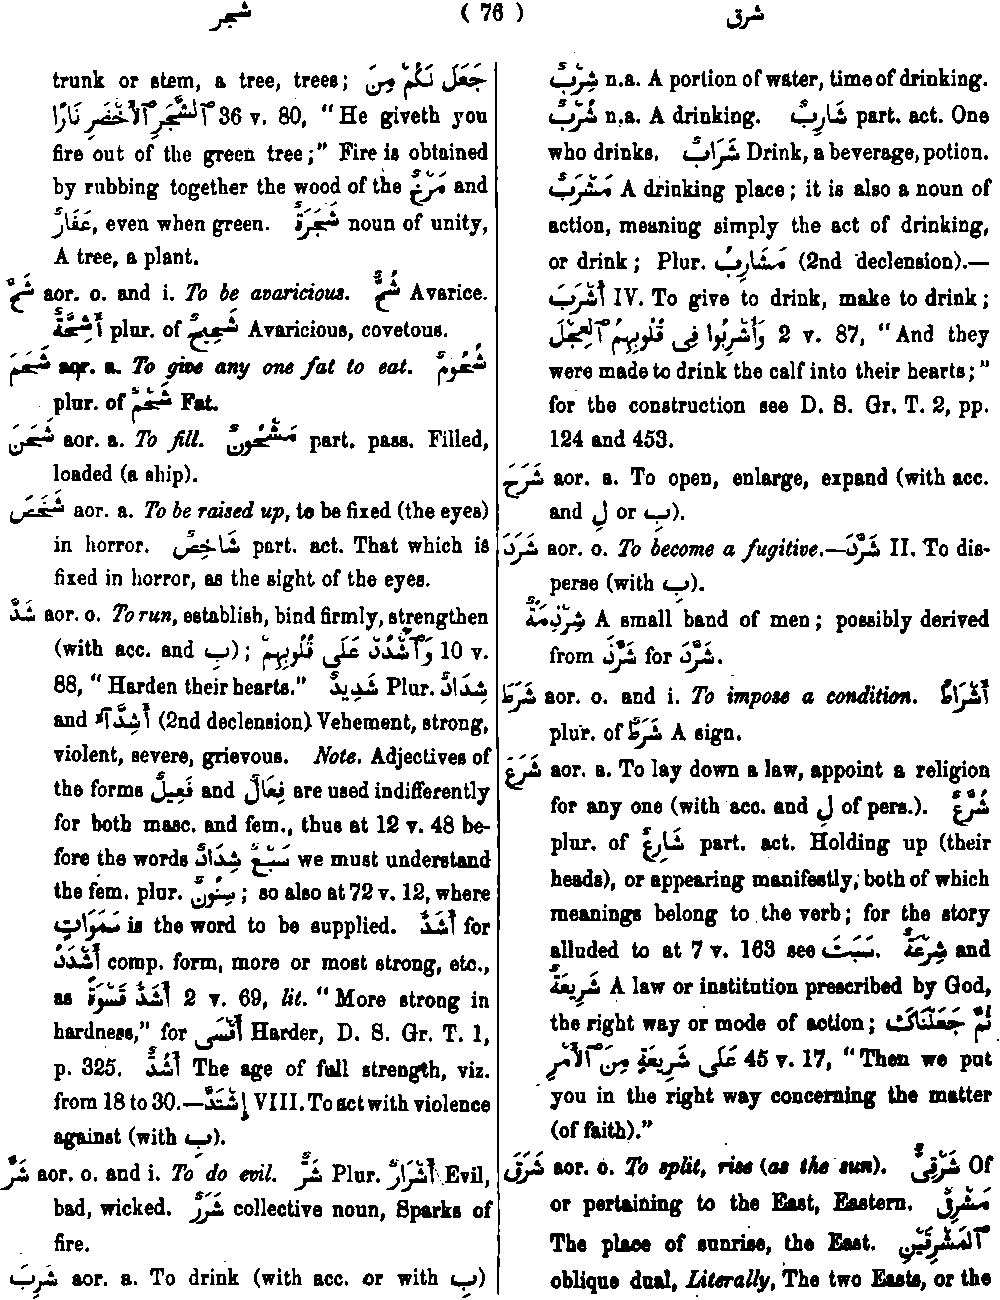 شجر ( 76 ) شرق
trunk or stem, a tree, trees; جَعَلَ لَكُمْ مِنَ
ٱلشَّجَرِ ٱلْأَخْضَرِ نَارًا 36 v. 80, “He giveth you
fire out of the green tree;” Fire is obtained
by rubbing together the wood of the مَرْخٌ and
عَفَارٌ, even when green. شَجَرَةٌ noun of unity,
A tree, a plant.
شَحَّ aor. o. and i. To be avaricious. شُحٌّ Avarice.
أَشِحَّةٌ plur. of شَحِيحٌ Avaricious, covetous.
شَحَمَ aor. a. To give any one fat to eat. شُحُومٌ
plur. of شَحْمٌ Fat.
شَحَنَ aor. a. To fill. مَشْحُونٌ part. pass. Filled,
loaded (a ship).
شَخَصَ aor. a. To be raised up, to be fixed (the eyes)
in horror. شَاخِصٌ part. act. That which is
fixed in horror, as the sight of the eyes.
شَدَّ aor. o. To run, establish, bind firmly, strengthen
(with acc. and ب); وَٱشْدُدْ عَلَى قُلُوبِهِمْ 10 v.
88, “Harden their hearts.” شَدِيدٌ Plur. شِدَادٌ
and أَشِدَّآءُ (2nd declension) Vehement, strong,
violent, severe, grievous. Note. Adjectives of
the forms فَعِيلٌ and فِعَالٌ are used indifferently
for both masc. and fem., thus at 12 v. 48 be-
fore the words سَبْعٌ شِدَادٌ we must understand
the fem. plur. سِنُونَ; so also at 72 v. 12, where
سَمَوَاتٍ is the word to be supplied. أَشَدُّ for
أَشْدَدُ comp. form, more or most strong, etc.,
as أَشَدُّ قَسْوَةً 2 v. 69, lit. “More strong in
hardness,” for أَقْسَى Harder, D. S. Gr. T. 1,
p. 325. أَشُدٌّ The age of full strength, viz.
from 18 to 30.—إِشْتَدَّ VIII. To act with violence
against (with ب).
شَرَّ aor. o. and i. To do evil. شَرٌّ Plur. أَشْرَارٌ Evil,
bad, wicked. شَرَرٌ collective noun, Sparks of
fire.
شَرِبَ aor. a. To drink (with acc. or with ب)
شِرْبٌ n.a. A portion of water, time of drinking.
شُرْبٌ n.a. A drinking. شَارِبٌ part. act. One
who drinks. شَرَابٌ Drink, a beverage, potion.
مَشْرَبٌ A drinking place; it is also a noun of
action, meaning simply the act of drinking,
or drink; Plur. مَشَارِبُ (2nd declension).—
أَشْرَبَ IV. To give to drink, make to drink;
وَأُشْرِبُوا فِى قُلُوبِهِمُ ٱلْعِجْلَ 2 v. 87, “And they
were made to drink the calf into their hearts;”
for the construction see D. S. Gr. T. 2, pp.
124 and 453.
شَرَحَ aor. a. To open, enlarge, expand (with acc.
and لِ or ب).
شَرَدَ aor. o. To become a fugitive.—شَرَّدَ II. To dis-
perse (with ب).
شِرْذِمَةٌ A small band of men; possibly derived
from شَرَّذَ for شَرَّدَ.
شَرَطَ aor. o. and i. To impose a condition. أَشْرَاطٌ
plur. of شَرَطٌ A sign.
شَرَعَ aor. a. To lay down a law, appoint a religion
for any one (with acc. and لِ of pers.). شُرَّعٌ
plur. of شَارِعٌ part. act. Holding up (their
heads), or appearing manifestly; both of which
meanings belong to the verb; for the story
alluded to at 7 v. 163 see سَبَتَ. شِرْعَةٌ and
شَرِيعَةٌ A law or institution prescribed by God,
the right way or mode of action; ثُمَّ جَعَلْنَاكَ
عَلَى شَرِيعَةٍ مِنَ ٱلْأَمْرِ 45 v. 17, “Then we put
you in the right way concerning the matter
(of faith).”
شَرَقَ aor. o. To split, rise (as the sun). شَرْقِىٌّ Of
or pertaining to the East, Eastern. مَشْرِقٌ
The place of sunrise, the East. ٱلْمَشْرِقَيْنِ
oblique dual, Literally, The two Easts, or the